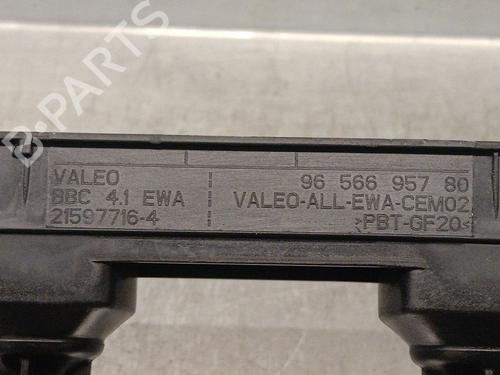 VALEO
BBC 4.1 EWA
21597716-4
96 566 957 80
VALEO-ALL-EWA-CEM02
>PBT-GF20<
B-PARTS